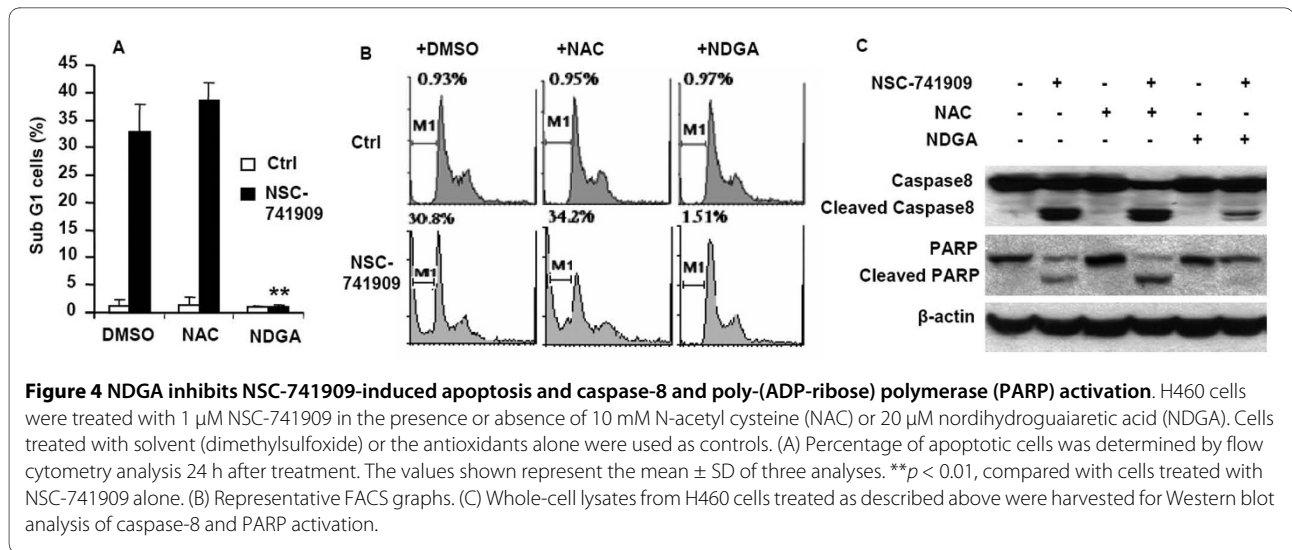 A
45
40
35
30
25
20
15
10
5
0
Sub G1 cells (%)
Ctrl
NSC-
741909
**
DMSO NAC NDGA
B
+DMSO +NAC +NDGA
0.93% 0.95% 0.97%
M1 M1 M1
Ctrl
30.8% 34.2% 1.51%
NSC-
741909
M1 M1 M1
C
NSC-741909 - + - + - +
NAC - - + + - -
NDGA - - - - + +
Caspase8
Cleaved Caspase8
PARP
Cleaved PARP
β-actin
Figure 4 NDGA inhibits NSC-741909-induced apoptosis and caspase-8 and poly-(ADP-ribose) polymerase (PARP) activation. H460 cells
were treated with 1 μM NSC-741909 in the presence or absence of 10 mM N-acetyl cysteine (NAC) or 20 μM nordihydroguaiaretic acid (NDGA). Cells
treated with solvent (dimethylsulfoxide) or the antioxidants alone were used as controls. (A) Percentage of apoptotic cells was determined by flow
cytometry analysis 24 h after treatment. The values shown represent the mean ± SD of three analyses. **p < 0.01, compared with cells treated with
NSC-741909 alone. (B) Representative FACS graphs. (C) Whole-cell lysates from H460 cells treated as described above were harvested for Western blot
analysis of caspase-8 and PARP activation.